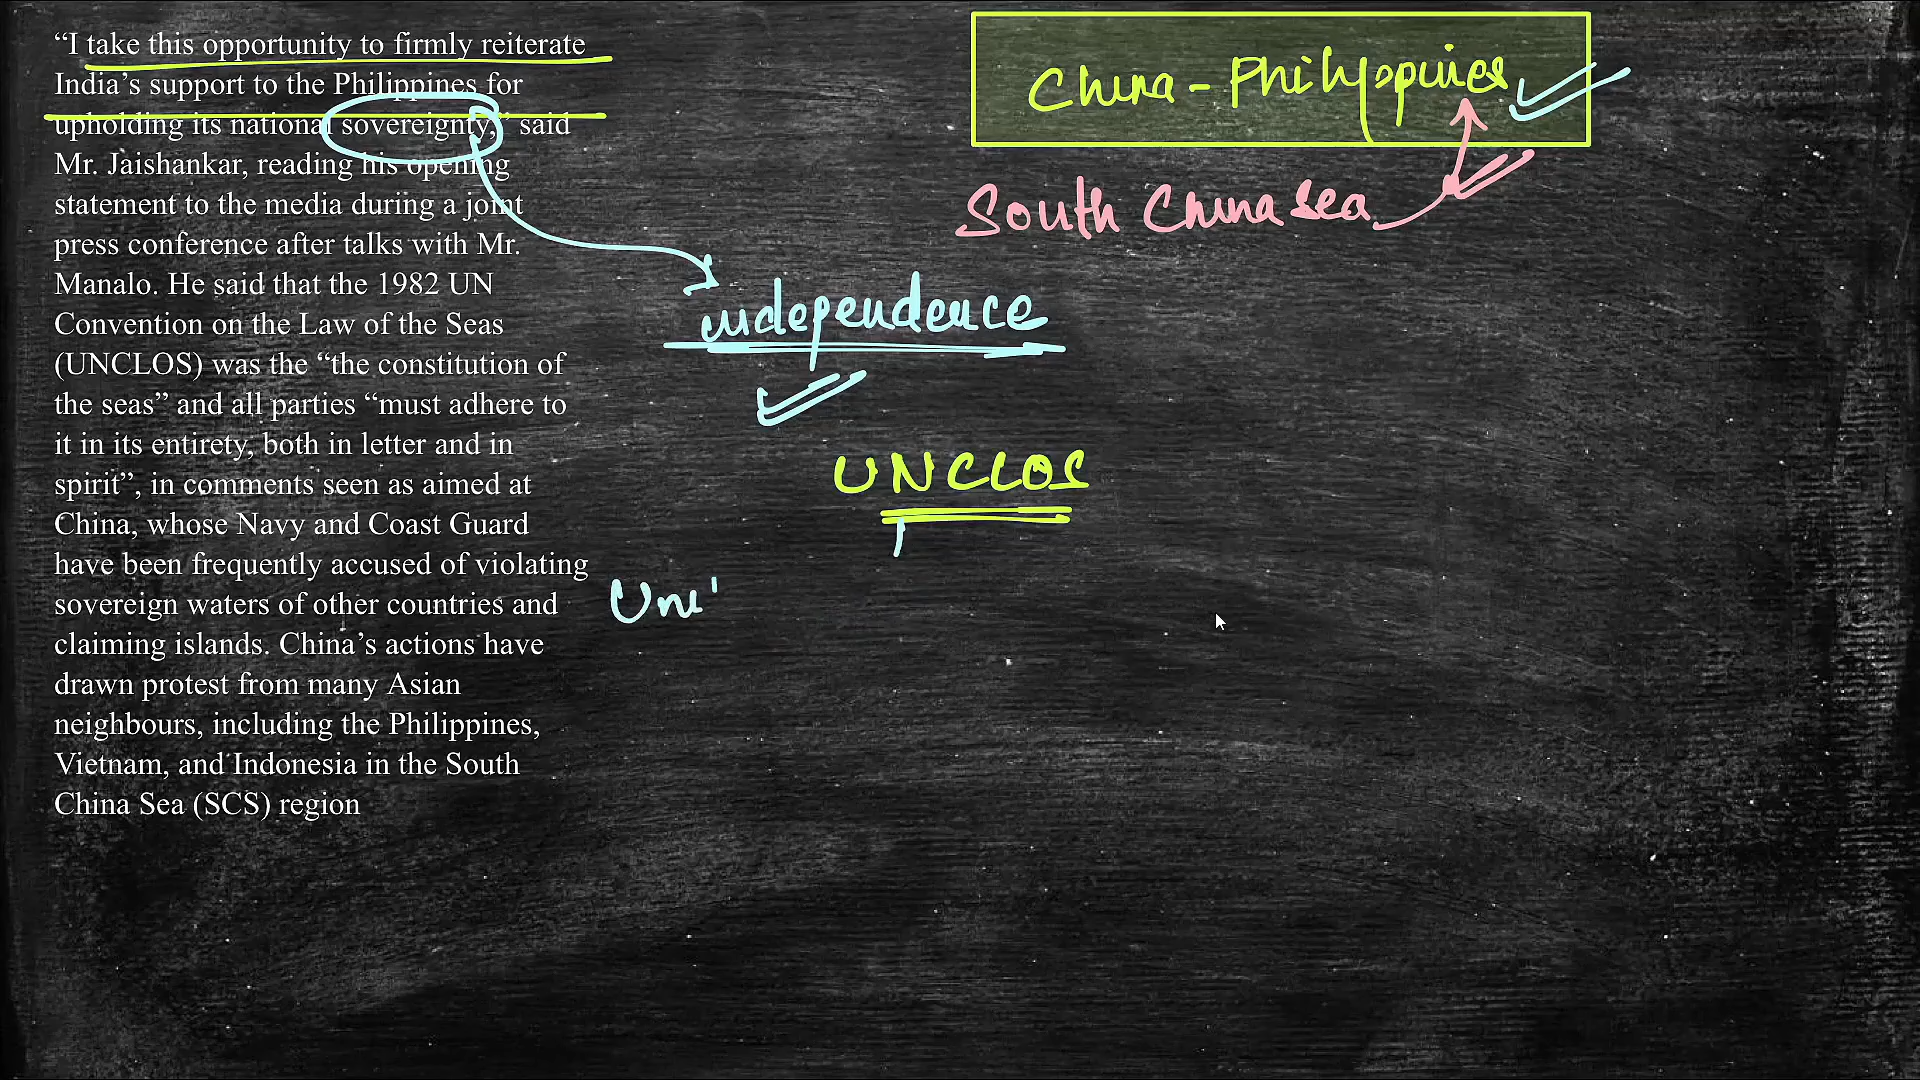 “I take this opportunity to firmly reiterate
India’s support to the Philippines for
upholding its national sovereignty,” said
Mr. Jaishankar, reading his opening
statement to the media during a joint
press conference after talks with Mr.
Manalo. He said that the 1982 UN
Convention on the Law of the Seas
(UNCLOS) was the “the constitution of
the seas” and all parties “must adhere to
it in its entirety, both in letter and in
spirit”, in comments seen as aimed at
China, whose Navy and Coast Guard
have been frequently accused of violating
sovereign waters of other countries and
claiming islands. China’s actions have
drawn protest from many Asian
neighbours, including the Philippines,
Vietnam, and Indonesia in the South
China Sea (SCS) region
China - Philippines
South China Sea
independence
UNCLOS
Uni